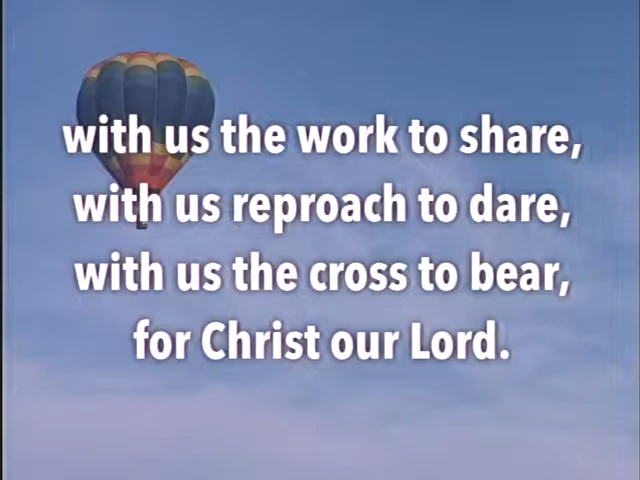 with us the work to share,
with us reproach to dare,
with us the cross to bear,
for Christ our Lord.